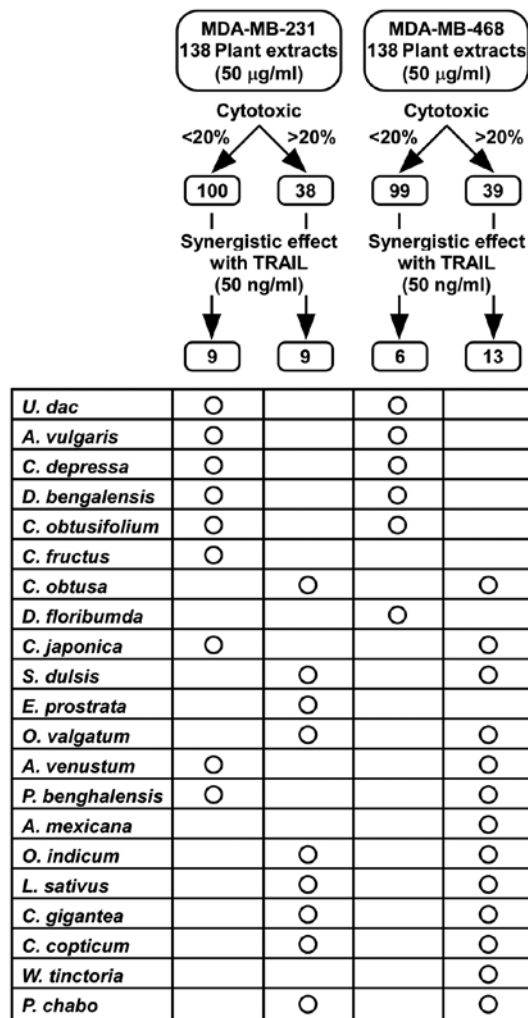 MDA-MB-231 MDA-MB-468
138 Plant extracts 138 Plant extracts
(50 μg/ml) (50 μg/ml)
Cytotoxic Cytotoxic
<20% >20% <20% >20%
100 38 99 39
Synergistic effect Synergistic effect
with TRAIL with TRAIL
(50 ng/ml) (50 ng/ml)
9 9 6 13
U. dac
A. vulgaris
C. depressa
D. bengalensis
C. obtusifolium
C. fructus
C. obtusa
D. floribumda
C. japonica
S. dulsis
E. prostrata
O. valgatum
A. venustum
P. benghalensis
A. mexicana
O. indicum
L. sativus
C. gigantea
C. copticum
W. tinctoria
P. chabo